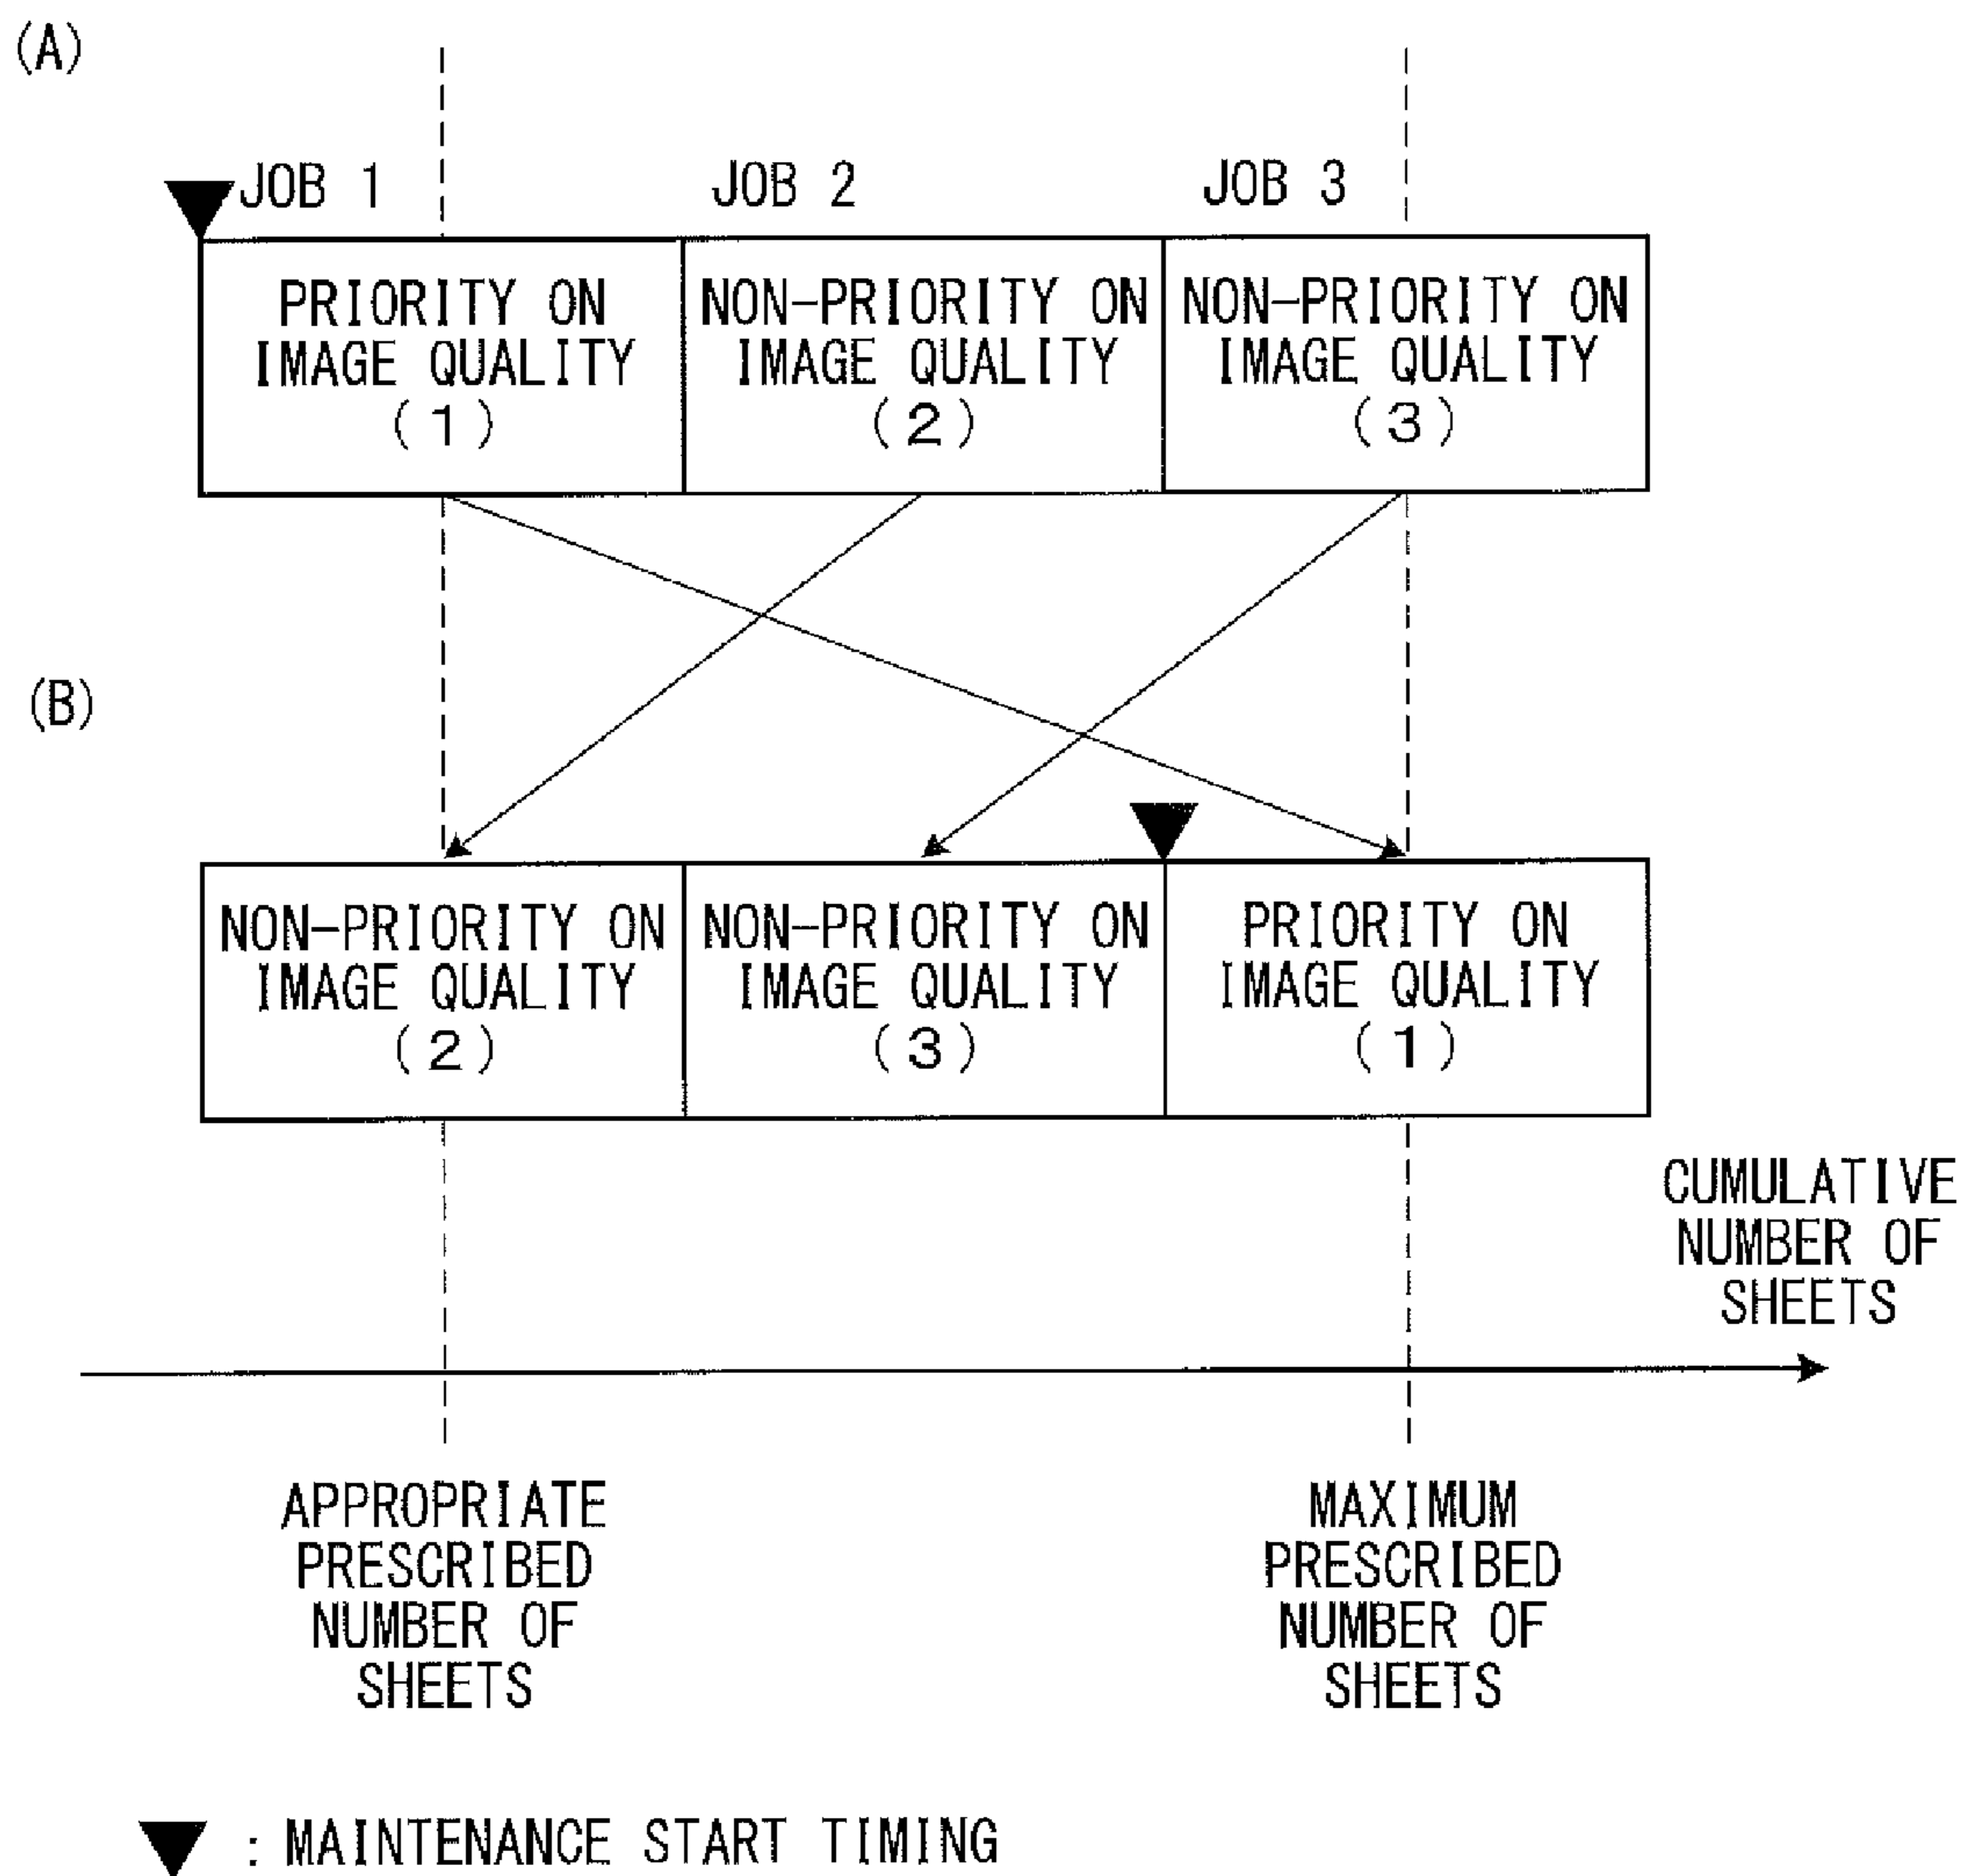 (A)
JOB 1
JOB 2
JOB 3
PRIORITY ON
IMAGE QUALITY
(1)
NON-PRIORITY ON
IMAGE QUALITY
(2)
NON-PRIORITY ON
IMAGE QUALITY
(3)
(B)
NON-PRIORITY ON
IMAGE QUALITY
(2)
NON-PRIORITY ON
IMAGE QUALITY
(3)
PRIORITY ON
IMAGE QUALITY
(1)
CUMULATIVE
NUMBER OF
SHEETS
APPROPRIATE
PRESCRIBED
NUMBER OF
SHEETS
MAXIMUM
PRESCRIBED
NUMBER OF
SHEETS
: MAINTENANCE START TIMING